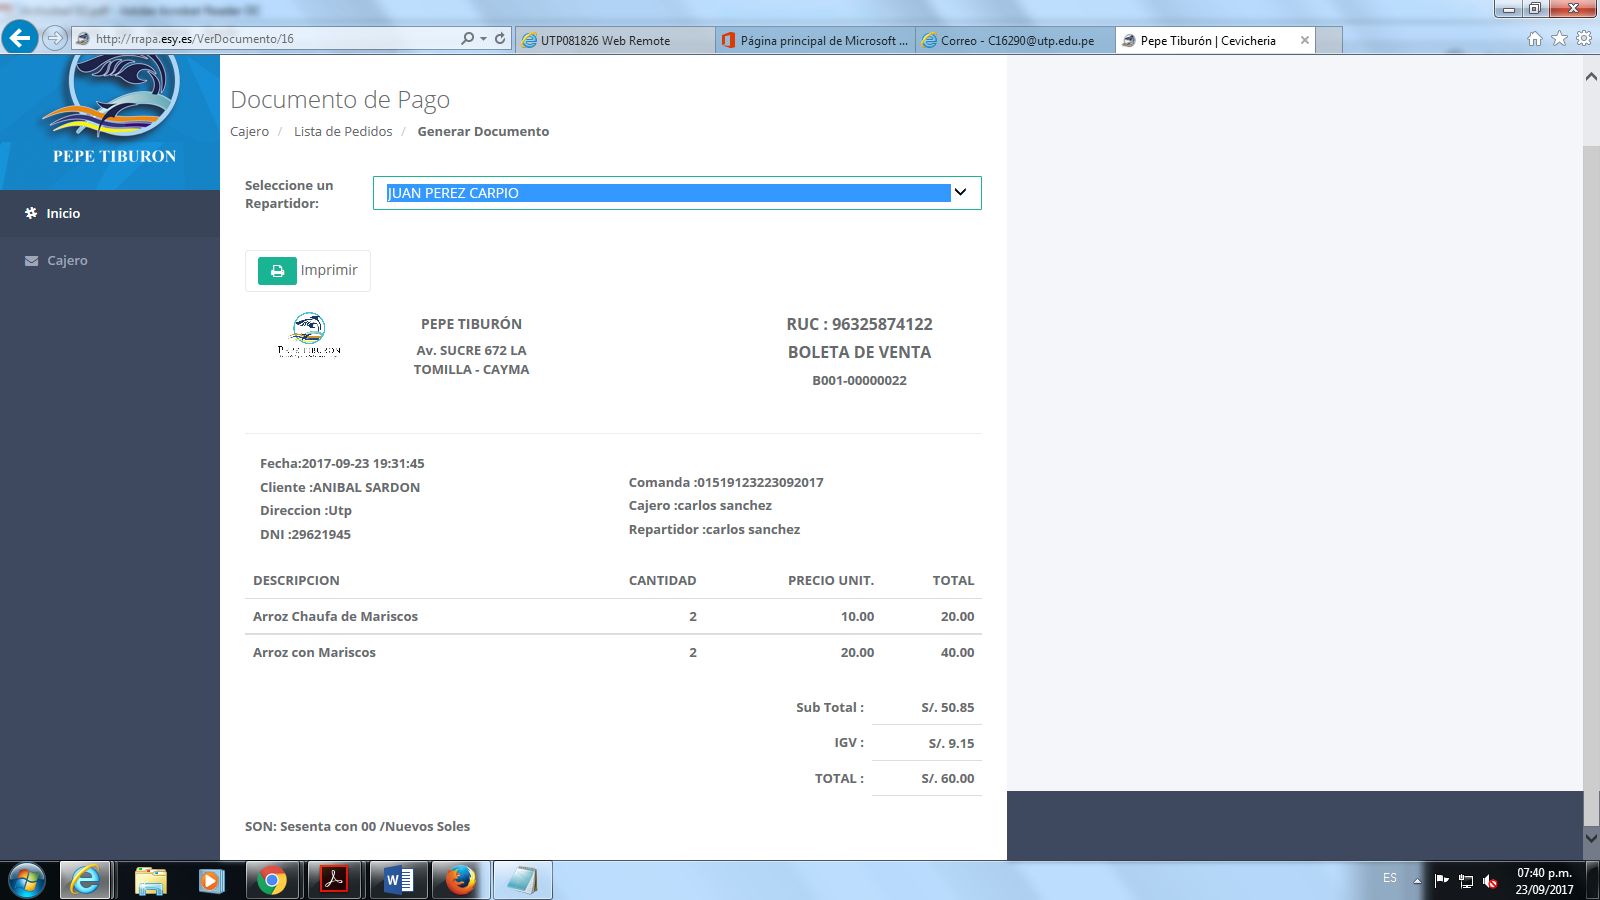 http://rrapa.esy.es/VerDocumento/16
UTP081826 Web Remote
Página principal de Microsoft ...
Correo - C16290@utp.edu.pe
Pepe Tiburón | Cevicheria
PEPE TIBURON
Inicio
Cajero
Documento de Pago
Cajero / Lista de Pedidos / Generar Documento
Seleccione un
Repartidor:
JUAN PEREZ CARPIO
Imprimir
PEPE TIBURON
PEPE TIBURÓN
Av. SUCRE 672 LA
TOMILLA - CAYMA
RUC : 96325874122
BOLETA DE VENTA
B001-00000022
Fecha:2017-09-23 19:31:45
Cliente :ANIBAL SARDON
Direccion :Utp
DNI :29621945
Comanda :01519123223092017
Cajero :carlos sanchez
Repartidor :carlos sanchez
DESCRIPCION CANTIDAD PRECIO UNIT. TOTAL
Arroz Chaufa de Mariscos 2 10.00 20.00
Arroz con Mariscos 2 20.00 40.00
Sub Total : S/. 50.85
IGV : S/. 9.15
TOTAL : S/. 60.00
SON: Sesenta con 00 /Nuevos Soles
ES
07:40 p.m.
23/09/2017